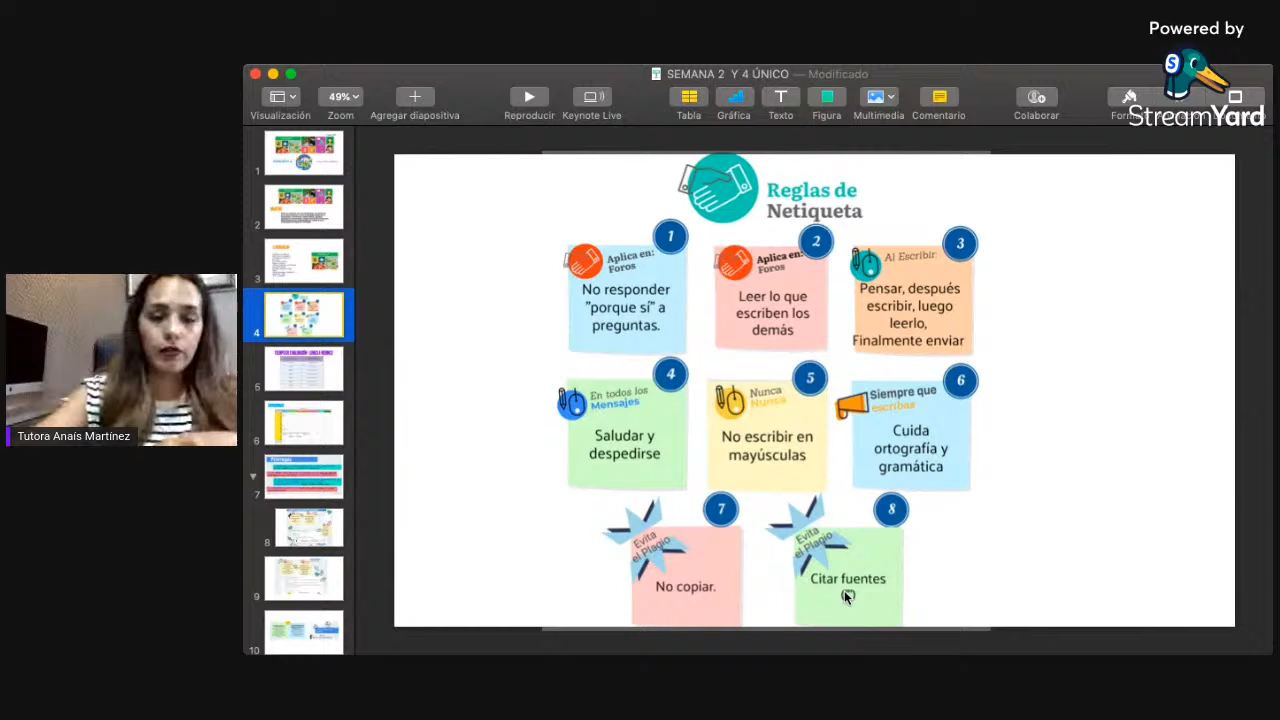 Powered by
StreamYard
SEMANA 2 Y 4 ÚNICO — Modificado
49%
Visualización
Zoom
Agregar diapositiva
Reproducir
Keynote Live
Tabla
Gráfica
Texto
Figura
Multimedia
Comentario
Colaborar
Reglas de
Netiqueta
1
Aplica en:
Foros
No responder
"porque sí" a
preguntas.
2
Aplica en:
Foros
Leer lo que
escriben los
demás
3
Al Escribir:
Pensar, después
escribir, luego
leerlo,
Finalmente enviar
4
En todos los
Mensajes
Saludar y
despedirse
5
Nunca
Nunca
No escribir en
mayúsculas
6
Siempre que
escribas
Cuida
ortografía y
gramática
7
Evita
el Plagio
No copiar.
8
Evita
el Plagio
Citar fuentes
1
2
3
4
5
6
7
8
9
10
Tutora Anaís Martínez